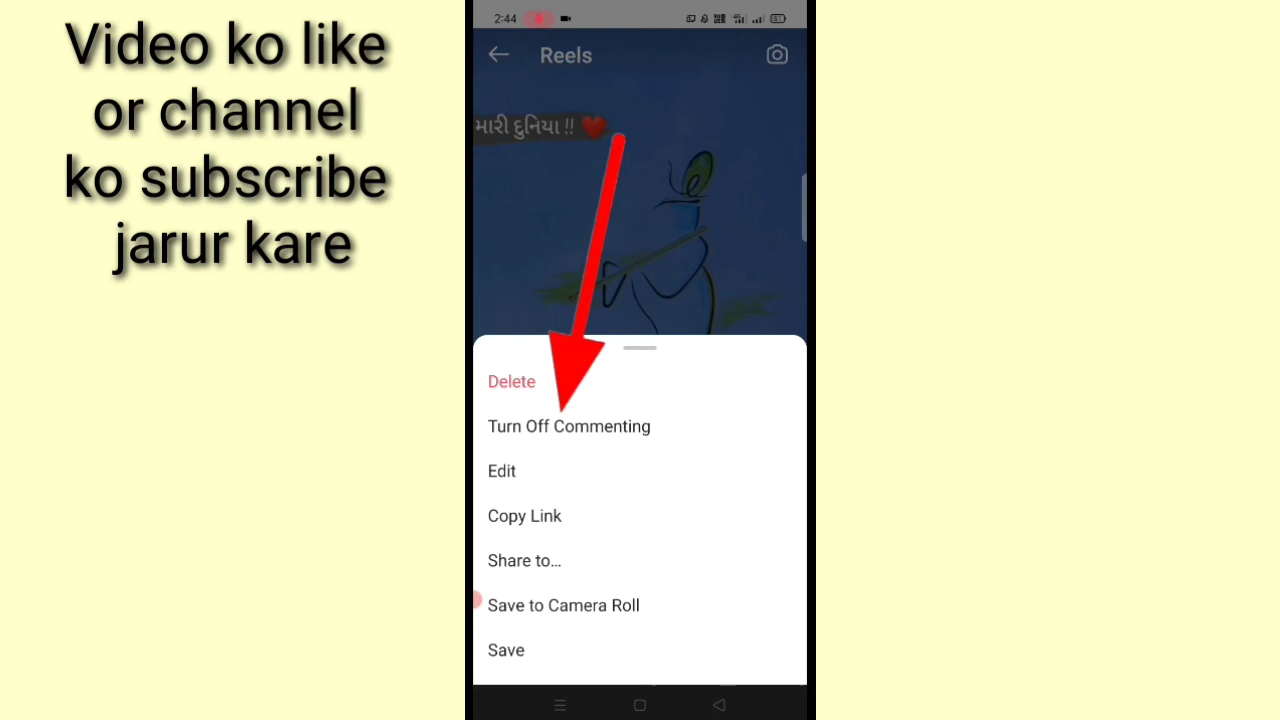 Video ko like
or channel
ko subscribe
jarur kare
2:44
Reels
મારી દુનિયા !! ❤️
Delete
Turn Off Commenting
Edit
Copy Link
Share to...
Save to Camera Roll
Save